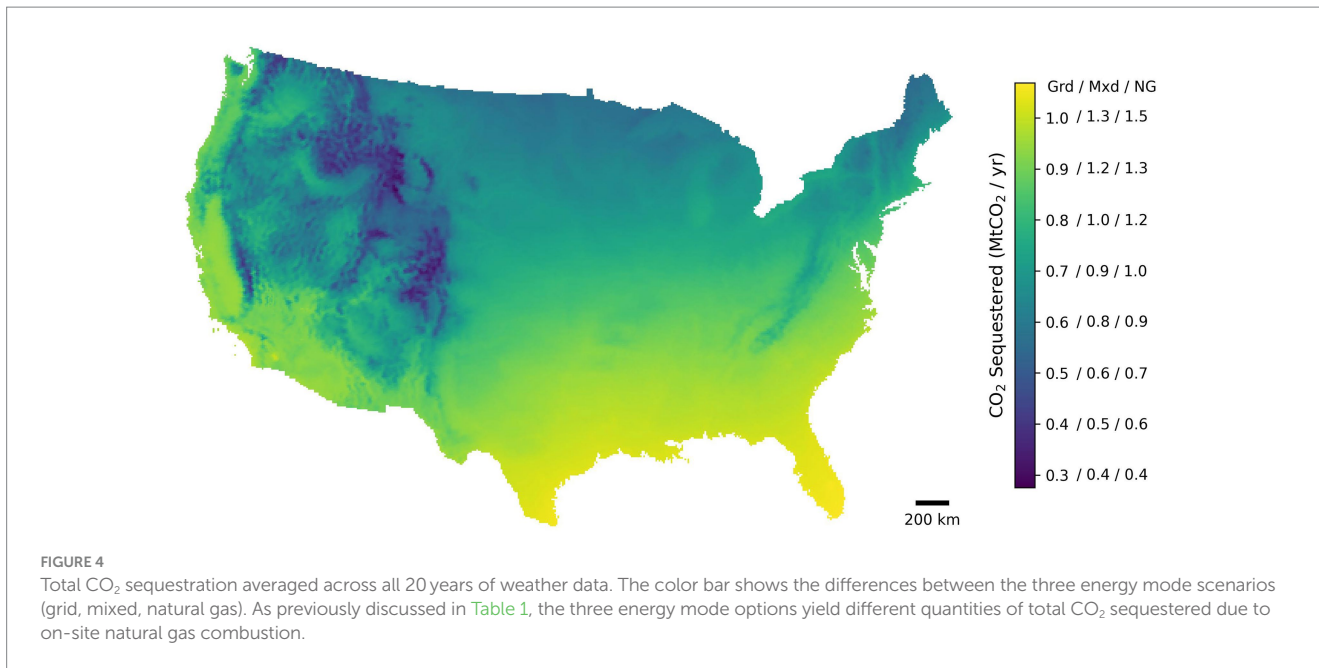 Grd / Mxd / NG
1.0 / 1.3 / 1.5
0.9 / 1.2 / 1.3
0.8 / 1.0 / 1.2
0.7 / 0.9 / 1.0
0.6 / 0.8 / 0.9
0.5 / 0.6 / 0.7
0.4 / 0.5 / 0.6
0.3 / 0.4 / 0.4
CO₂ Sequestered (MtCO₂ / yr)
200 km
FIGURE 4
Total CO₂ sequestration averaged across all 20 years of weather data. The color bar shows the differences between the three energy mode scenarios
(grid, mixed, natural gas). As previously discussed in Table 1, the three energy mode options yield different quantities of total CO₂ sequestered due to
on-site natural gas combustion.